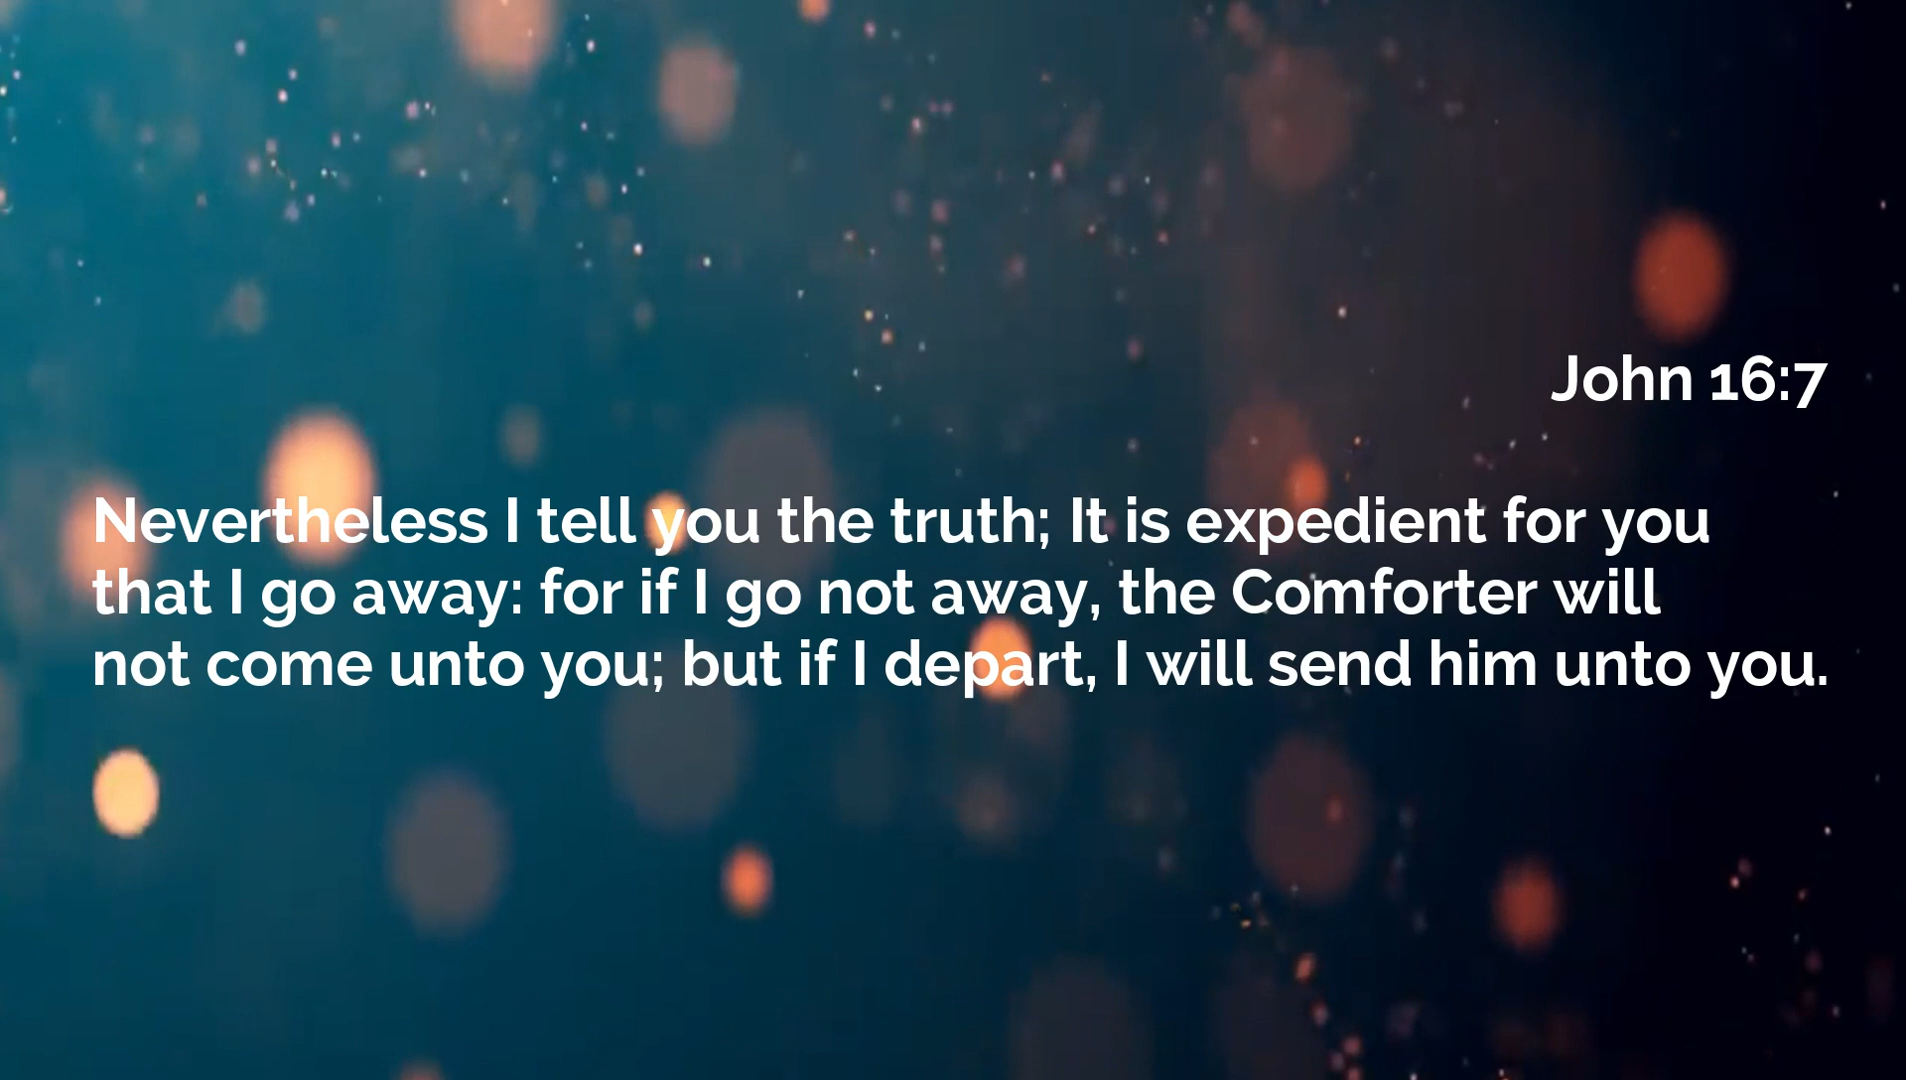 John 16:7
Nevertheless I tell you the truth; It is expedient for you
that I go away: for if I go not away, the Comforter will
not come unto you; but if I depart, I will send him unto you.